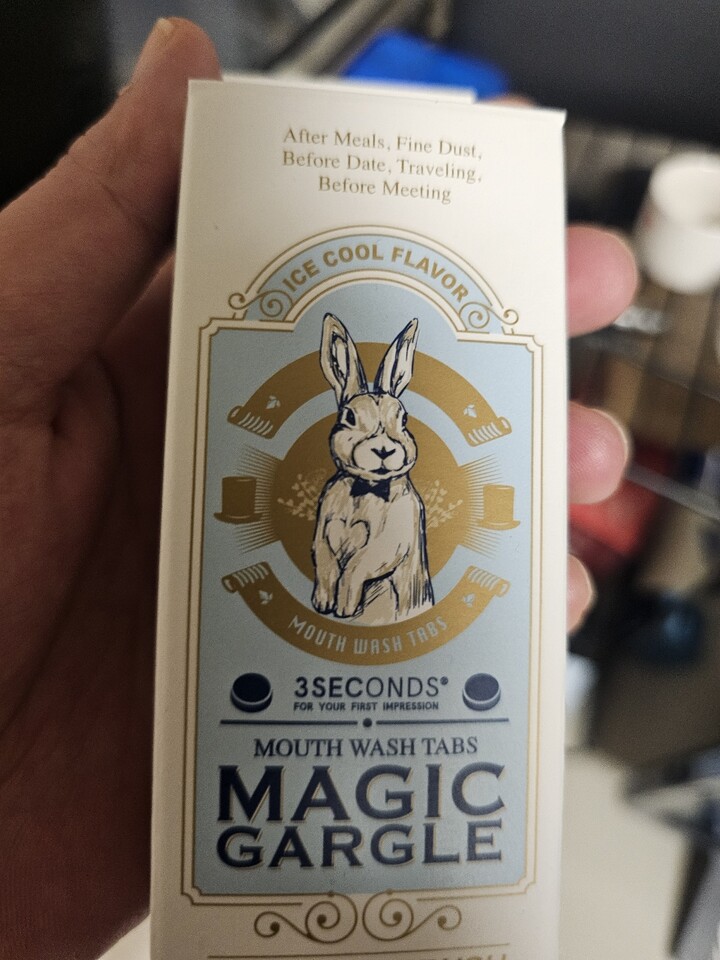 After Meals, Fine Dust,
Before Date, Traveling,
Before Meeting
ICE COOL FLAVOR
MOUTH WASH TABS
3SECONDS®
FOR YOUR FIRST IMPRESSION
MOUTH WASH TABS
MAGIC
GARGLE